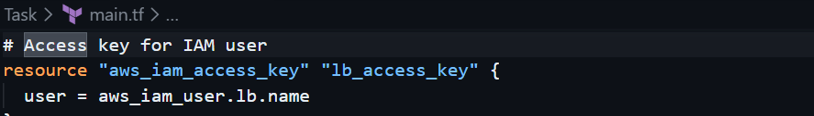 Task > main.tf > ...
# Access key for IAM user
resource "aws_iam_access_key" "lb_access_key" {
  user = aws_iam_user.lb.name